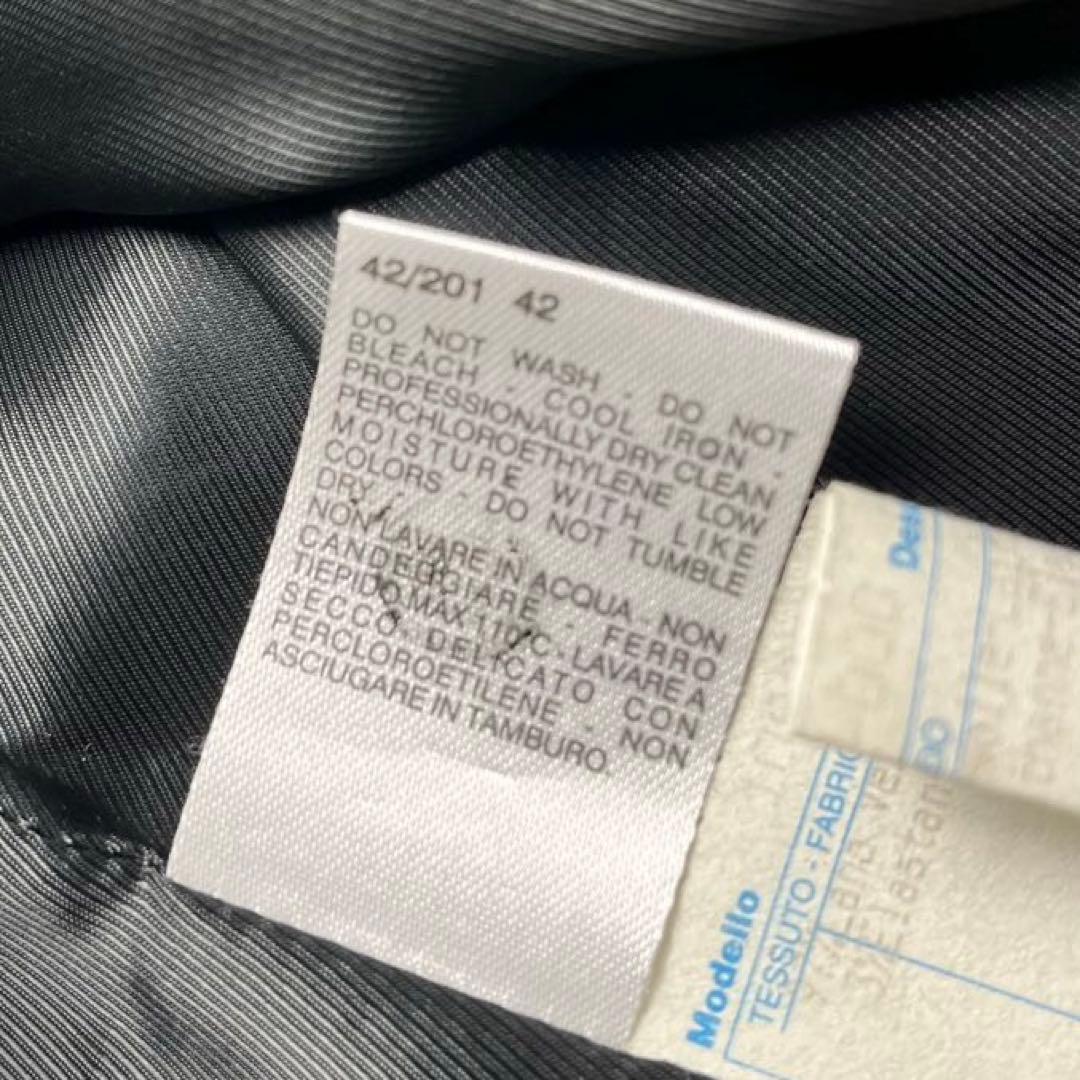 42/201 42
DO NOT WASH - DO NOT
BLEACH - COOL IRON -
PROFESSIONALLY DRY CLEAN
PERCHLOROETHYLENE LOW
MOISTURE WITH LIKE
COLORS - DO NOT TUMBLE
DRY -
NON LAVARE IN ACQUA. NON
CANDEGGIARE - FERRO
TIEPIDO MAX 110°C - LAVARE A
SECCO. DELICATO CON
PERCLOROETILENE - NON
ASCIUGARE IN TAMBURO.
Modello
TESSUTO - FABRIC
3%Elastan